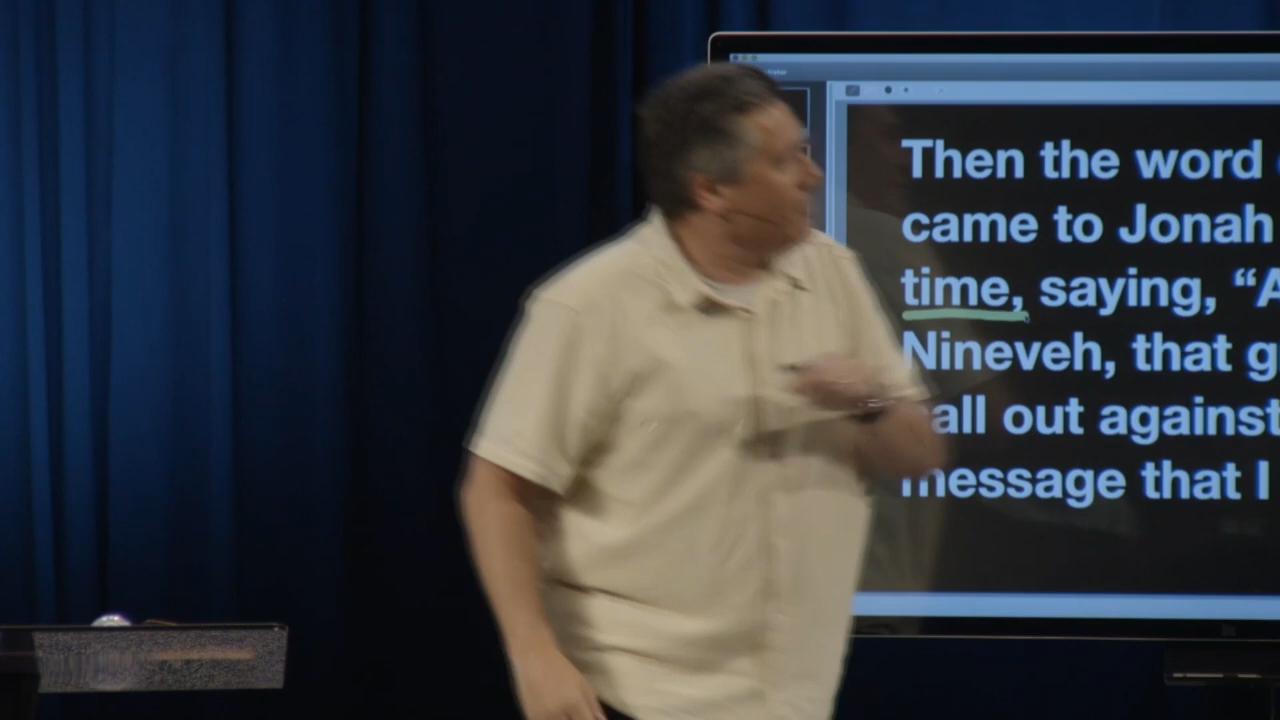 Then the word
came to Jonah
time, saying, “A
Nineveh, that g
all out against
message that I